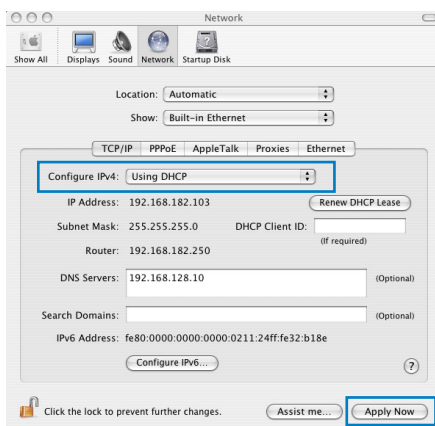 Network
Show All Displays Sound Network Startup Disk
Location: Automatic
Show: Built-in Ethernet
TCP/IP PPPoE AppleTalk Proxies Ethernet
Configure IPv4: Using DHCP
IP Address: 192.168.182.103 Renew DHCP Lease
Subnet Mask: 255.255.255.0 DHCP Client ID:
(If required)
Router: 192.168.182.250
DNS Servers: 192.168.128.10 (Optional)
Search Domains: (Optional)
IPv6 Address: fe80:0000:0000:0000:0211:24ff:fe32:b18e
Configure IPv6... ?
Click the lock to prevent further changes. Assist me... Apply Now